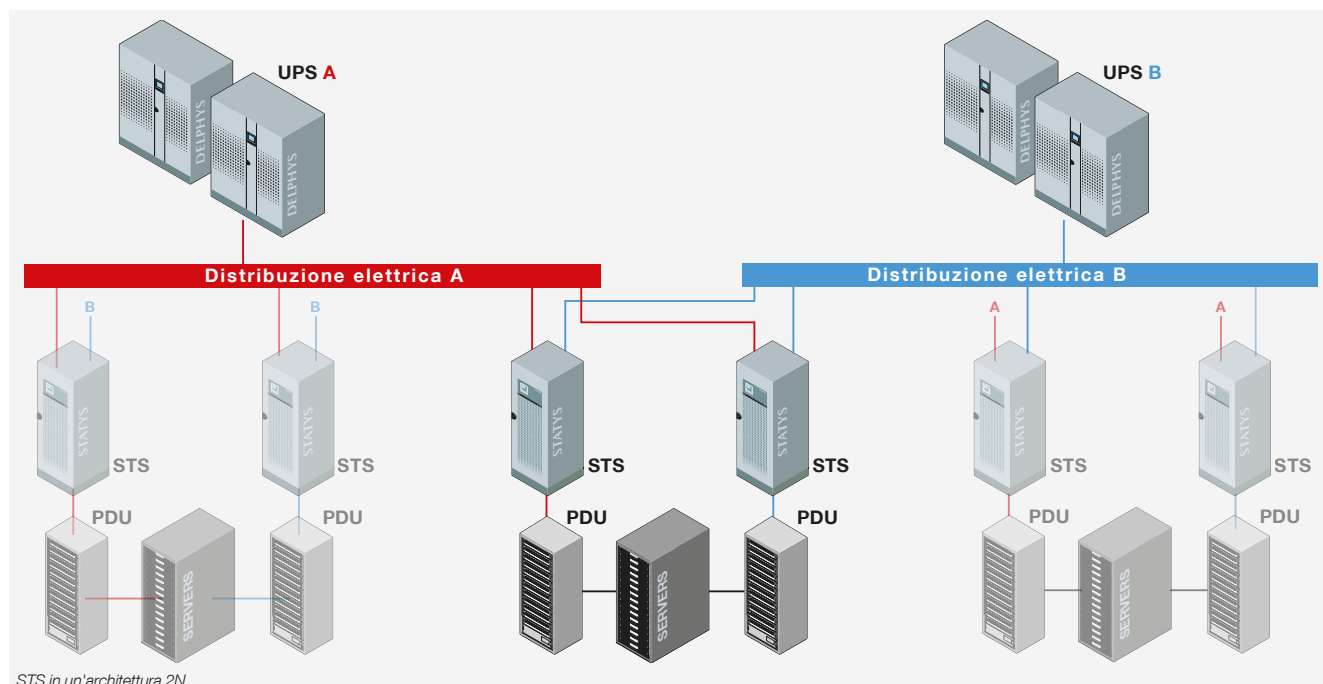 UPS A
UPS B
DELPHYS
DELPHYS
DELPHYS
DELPHYS
Distribuzione elettrica A
Distribuzione elettrica B
B
B
A
A
STATYS
STATYS
STATYS
STATYS
STATYS
STATYS
STS
STS
STS
STS
STS
STS
PDU
PDU
PDU
PDU
PDU
PDU
SERVERS
SERVERS
SERVERS
STS in un'architettura 2N